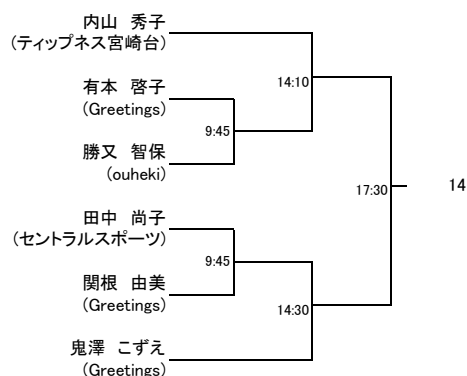 内山　秀子
(ティップネス宮崎台)
14:10
有本　啓子
(Greetings)
9:45
勝又　智保
(ouheki)
17:30
14
田中　尚子
(セントラルスポーツ)
9:45
関根　由美
(Greetings)
14:30
鬼澤　こずえ
(Greetings)